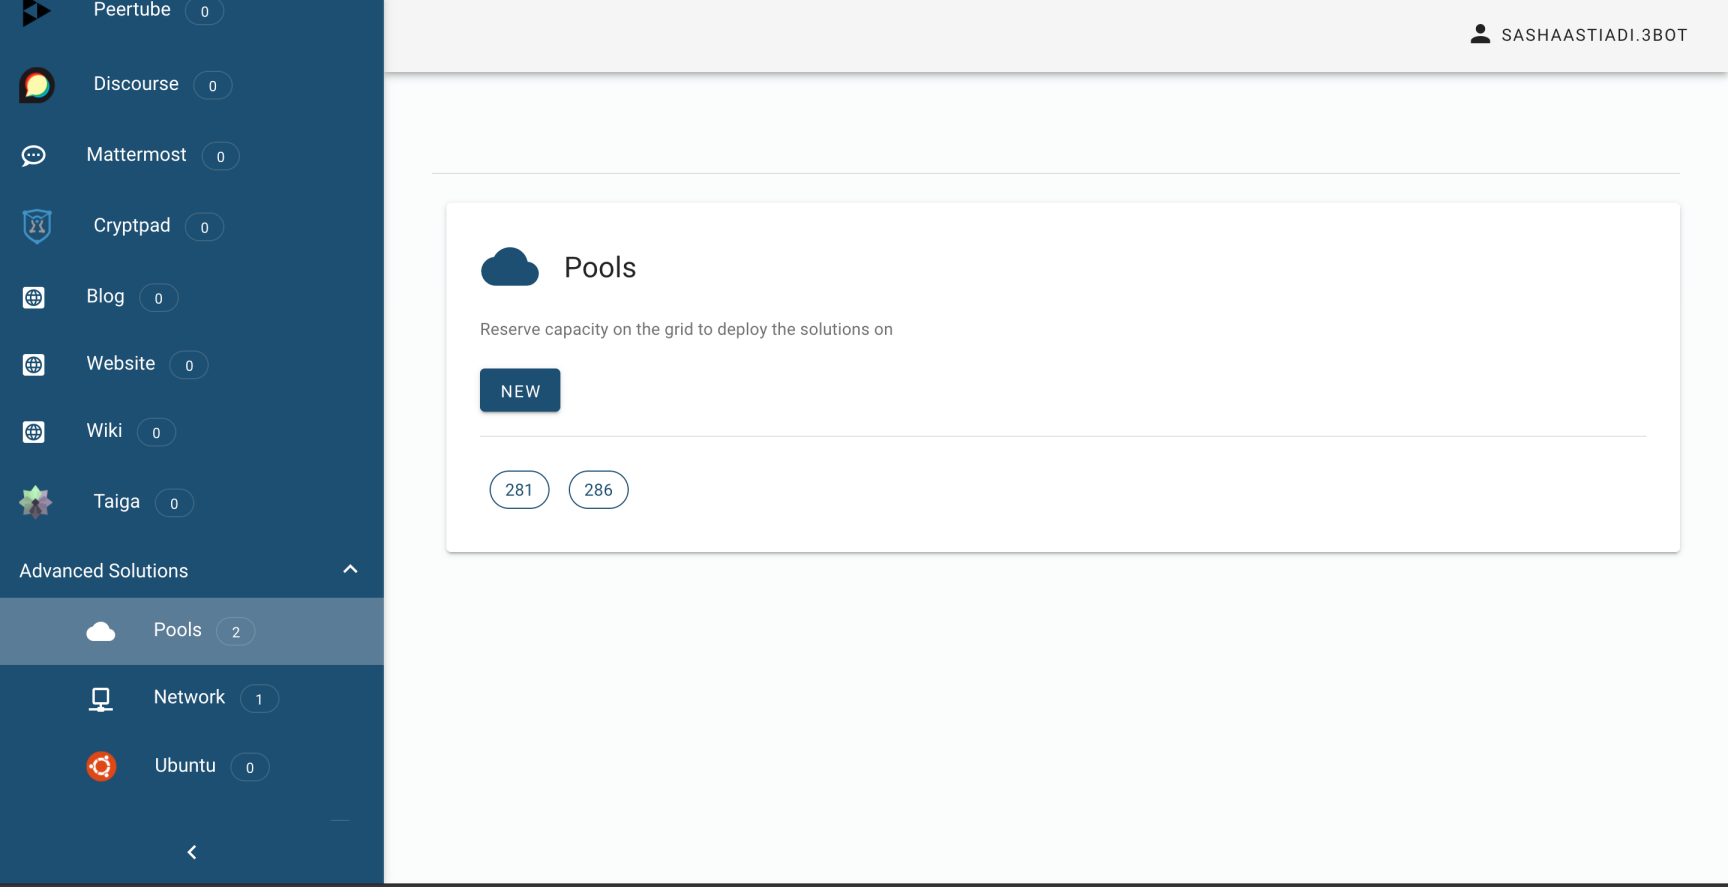 Peertube 0
Discourse 0
Mattermost 0
Cryptpad 0
Blog 0
Website 0
Wiki 0
Taiga 0
Advanced Solutions
Pools 2
Network 1
Ubuntu 0
SASHAASTIADI.3BOT
Pools
Reserve capacity on the grid to deploy the solutions on
NEW
281 286